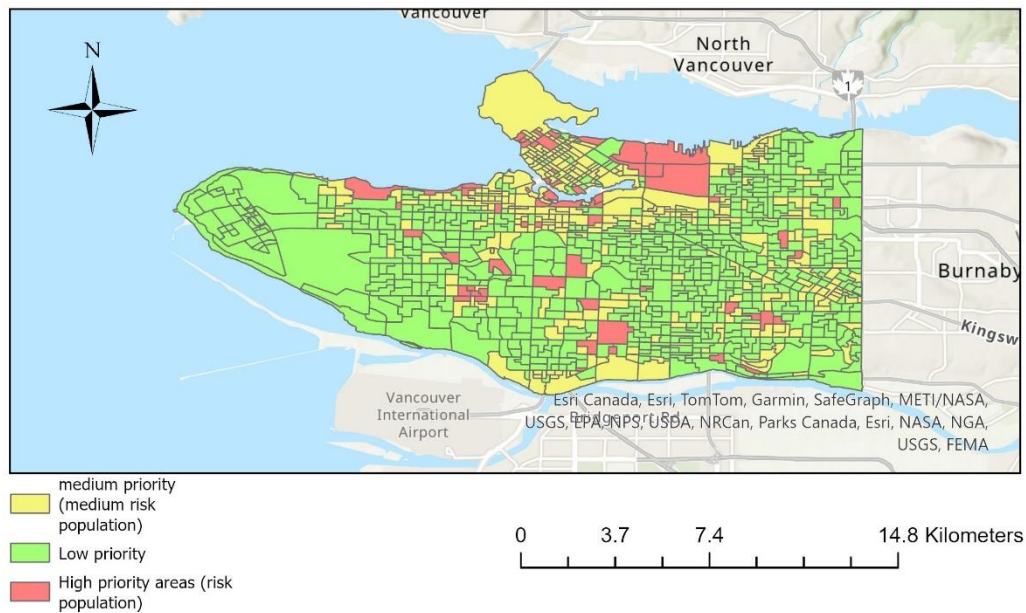 Vancouver
N
North
Vancouver
1
Burnaby
Kingsw
Vancouver
International
Airport
Bridgeport Rd
Esri Canada, Esri, TomTom, Garmin, SafeGraph, METI/NASA,
USGS, EPA, NPS, USDA, NRCan, Parks Canada, Esri, NASA, NGA,
USGS, FEMA
medium priority
(medium risk
population)
Low priority
High priority areas (risk
population)
0 3.7 7.4 14.8 Kilometers